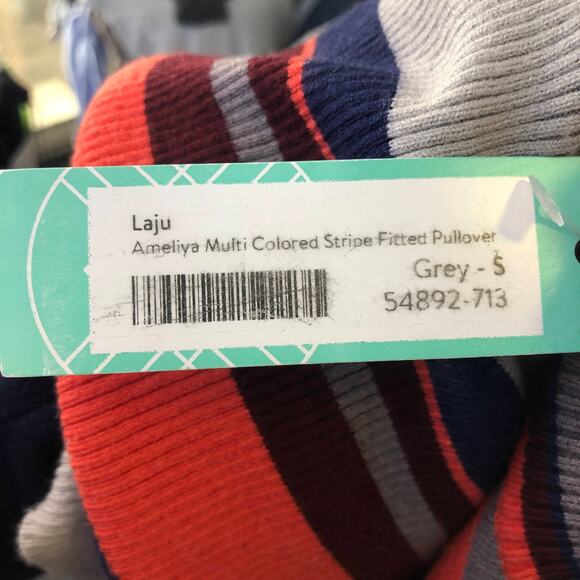 Laju
Ameliya Multi Colored Stripe Fitted Pullover
Grey - S
54892-713